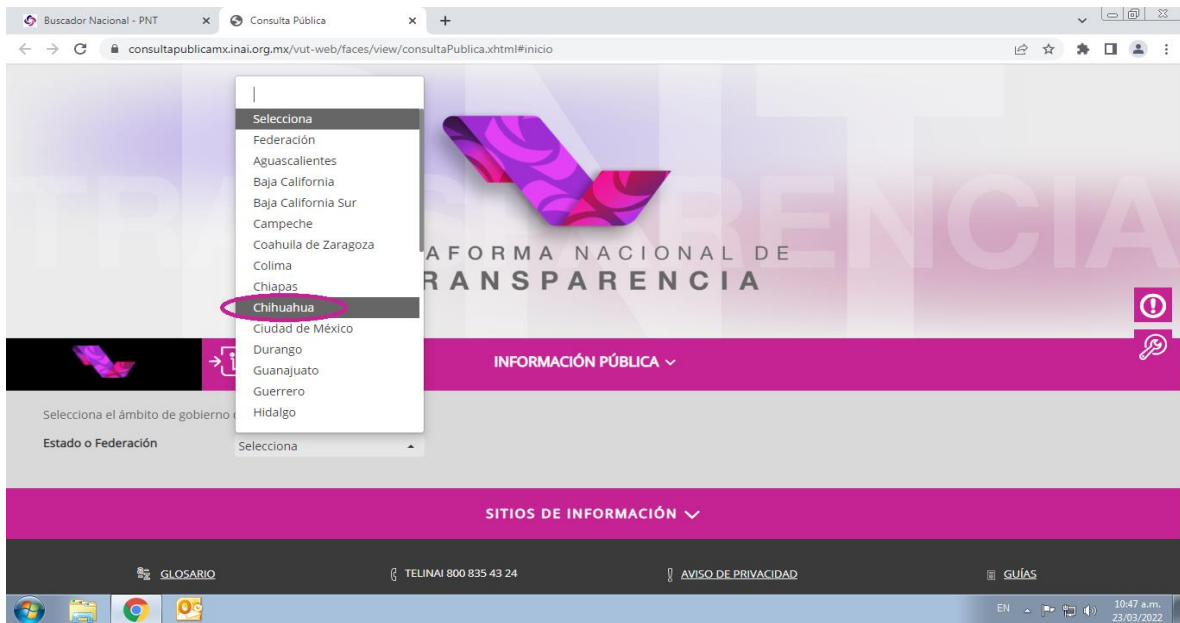 Buscador Nacional - PNT
Consulta Pública
consultapublicamx.inai.org.mx/vut-web/faces/view/consultaPublica.xhtml#inicio
PNT
TRANSPARENCIA
Selecciona
Federación
Aguascalientes
Baja California
Baja California Sur
Campeche
Coahuila de Zaragoza
Colima
Chiapas
Chihuahua
Ciudad de México
Durango
Guanajuato
Guerrero
Hidalgo
AFORMA NACIONAL DE
RANSPARENCIA
INFORMACIÓN PÚBLICA
Selecciona el ámbito de gobierno
Estado o Federación
Selecciona
SITIOS DE INFORMACIÓN
GLOSARIO
TELINAI 800 835 43 24
AVISO DE PRIVACIDAD
GUÍAS
EN
10:47 a.m.
23/03/2022